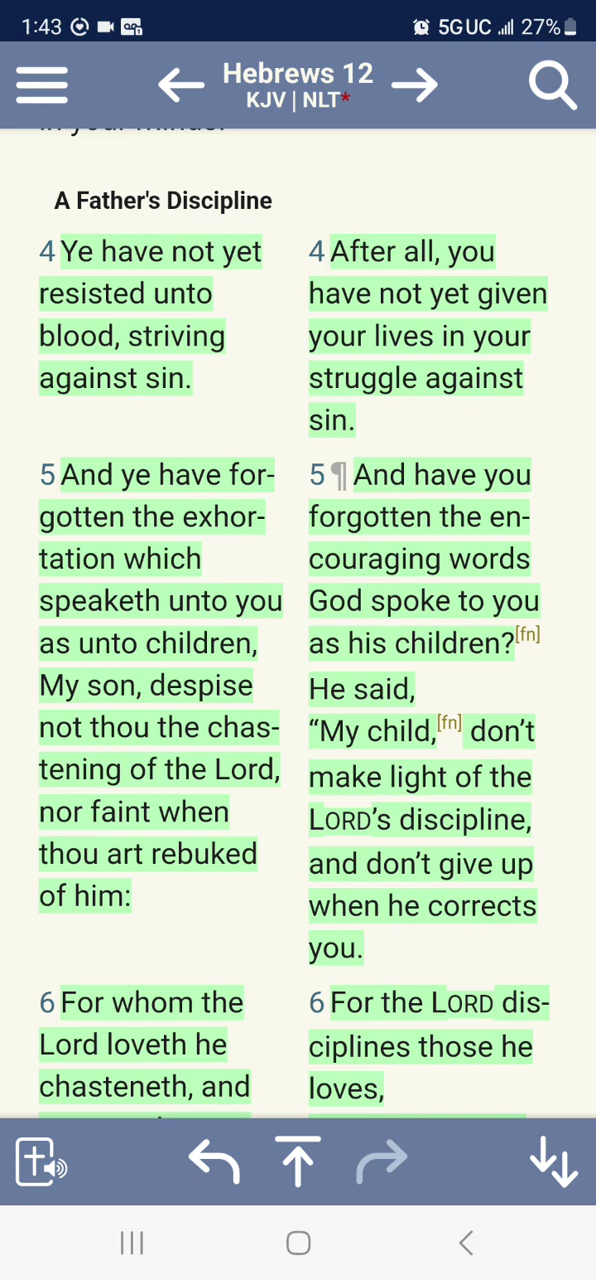 1:43 5GUC 27%
Hebrews 12
KJV | NLT*
in your minds.
A Father's Discipline
4 Ye have not yet
resisted unto
blood, striving
against sin.
4 After all, you
have not yet given
your lives in your
struggle against
sin.
5 And ye have for-
gotten the exhor-
tation which
speaketh unto you
as unto children,
My son, despise
not thou the chas-
tening of the Lord,
nor faint when
thou art rebuked
of him:
5 ¶ And have you
forgotten the en-
couraging words
God spoke to you
as his children?[fn]
He said,
“My child,[fn] don’t
make light of the
LORD’s discipline,
and don’t give up
when he corrects
you.
6 For whom the
Lord loveth he
chasteneth, and
6 For the LORD dis-
ciplines those he
loves,